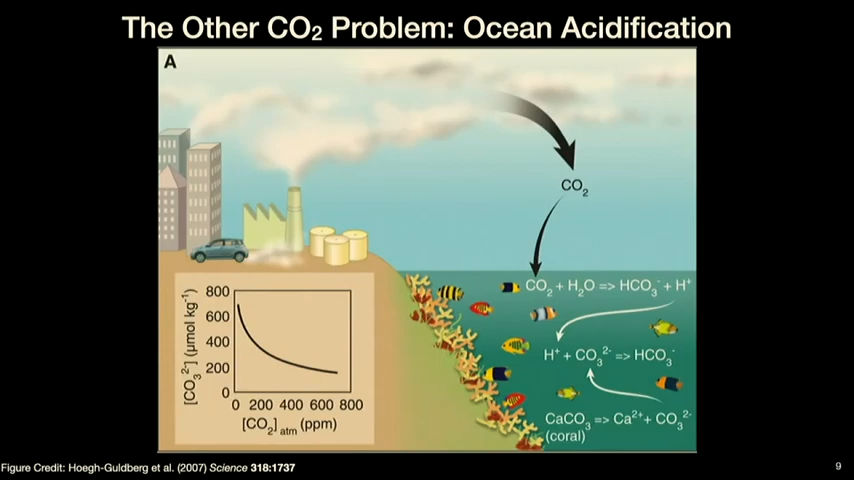 The Other CO₂ Problem: Ocean Acidification
A
CO₂
CO₂ + H₂O => HCO₃⁻ + H⁺
H⁺ + CO₃²⁻ => HCO₃⁻
CaCO₃ => Ca²⁺ + CO₃²⁻
(coral)
[CO₃²⁻] (μmol kg⁻¹)
800
600
400
200
0
0 200 400 600 800
[CO₂]atm (ppm)
Figure Credit: Hoegh-Guldberg et al. (2007) Science 318:1737
9